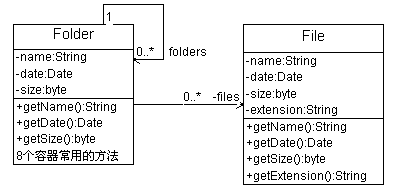 1
Folder
-name:String
-date:Date
-size:byte
+getName():String
+getDate():Date
+getSize():byte
8个容器常用的方法
0..* folders
0..* -files
File
-name:String
-date:Date
-size:byte
-extension:String
+getName():String
+getDate():Date
+getSize():byte
+getExtension():String